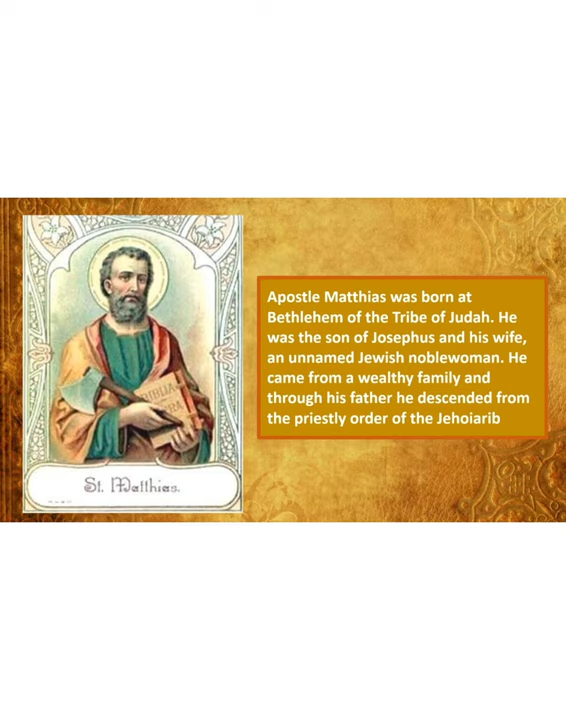 BIBLIA
RA
St. Matthias.
Apostle Matthias was born at
Bethlehem of the Tribe of Judah. He
was the son of Josephus and his wife,
an unnamed Jewish noblewoman. He
came from a wealthy family and
through his father he descended from
the priestly order of the Jehoiarib